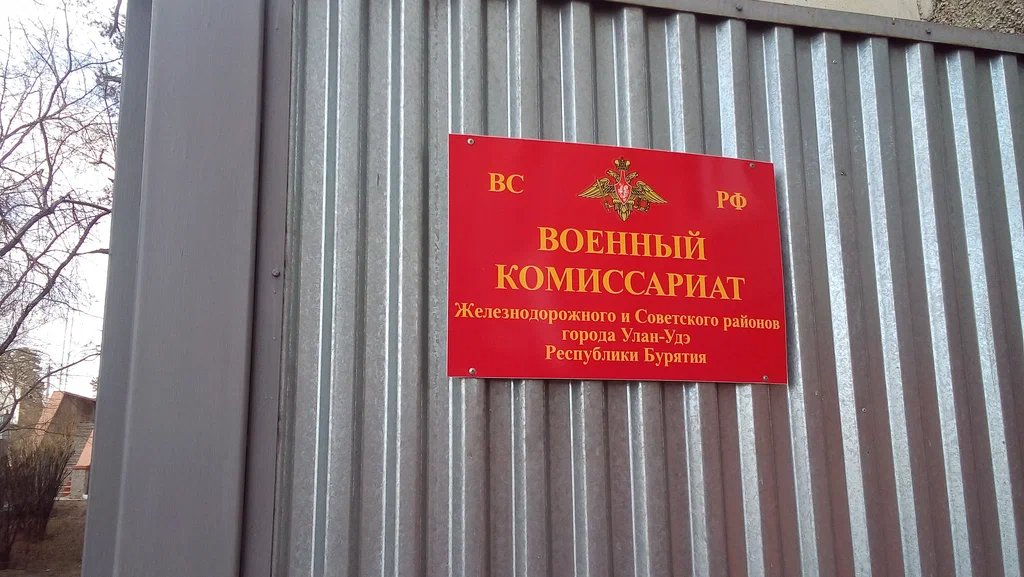 ВС РФ
ВОЕННЫЙ
КОМИССАРИАТ
Железнодорожного и Советского районов
города Улан-Удэ
Республики Бурятия